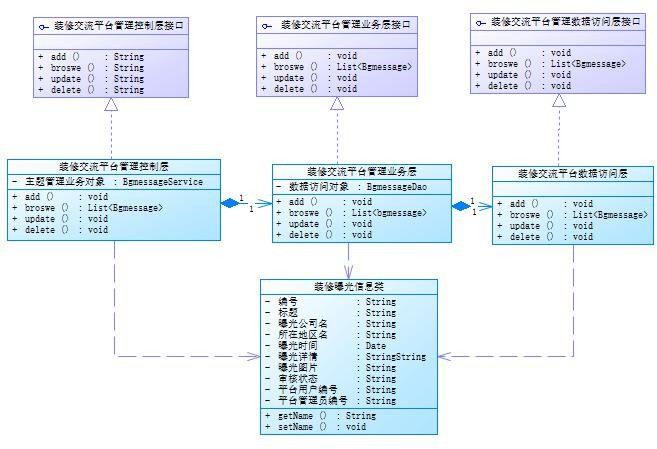 装修交流平台管理控制层接口
+ add () : String
+ broswe () : String
+ update () : String
+ delete () : String
装修交流平台管理业务层接口
+ add () : void
+ broswe () : List<Bgmessage>
+ update () : void
+ delete () : void
装修交流平台管理数据访问层接口
+ add () : void
+ broswe () : List<Bgmessage>
+ update () : void
+ delete () : void
装修交流平台管理控制层
- 主题管理业务对象 : BgmessageService
+ add () : void
+ broswe () : List<Bgmessage>
+ update () : void
+ delete () : void
1
1
装修交流平台管理业务层
- 数据访问对象 : BgmessageDao
+ add () : void
+ broswe () : List<bgmessage>
+ update () : void
+ delete () : void
1
1
装修交流平台数据访问层
+ add () : void
+ broswe () : List<Bgmessage>
+ update () : void
+ delete () : void
装修曝光信息类
- 编号 : String
- 标题 : String
- 曝光公司名 : String
- 所在地区名 : String
- 曝光时间 : Date
- 曝光详情 : StringString
- 曝光图片 : String
- 审核状态 : String
- 平台用户编号 : String
- 平台管理员编号 : String
+ getName () : String
+ setName () : void